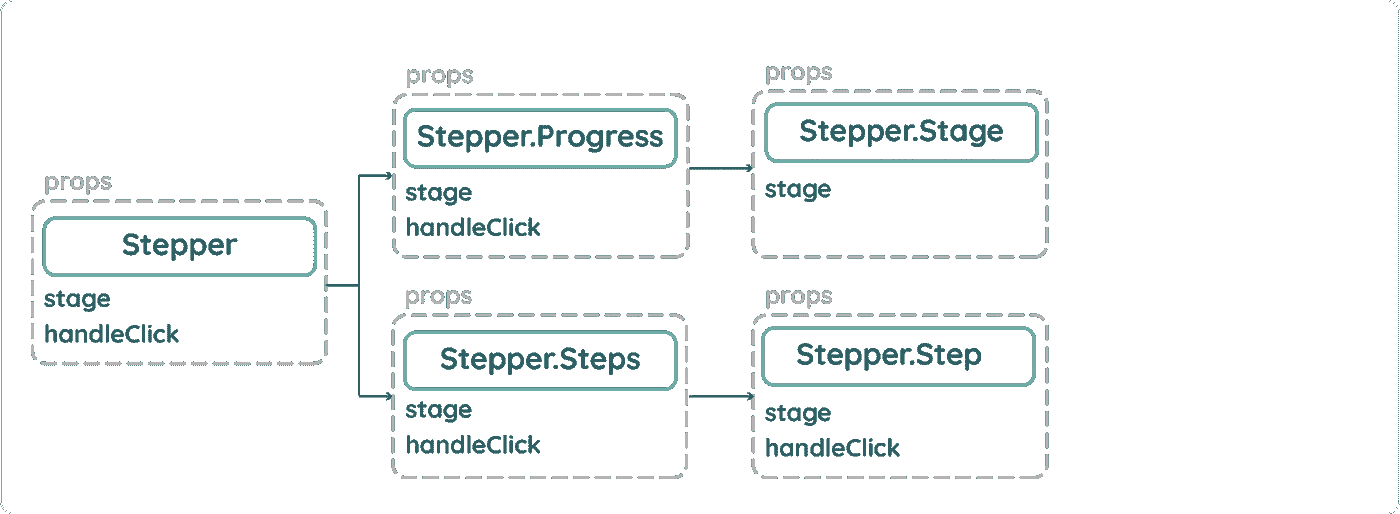 props
Stepper
stage
handleClick
props
Stepper.Progress
stage
handleClick
props
Stepper.Stage
stage
props
Stepper.Steps
stage
handleClick
props
Stepper.Step
stage
handleClick